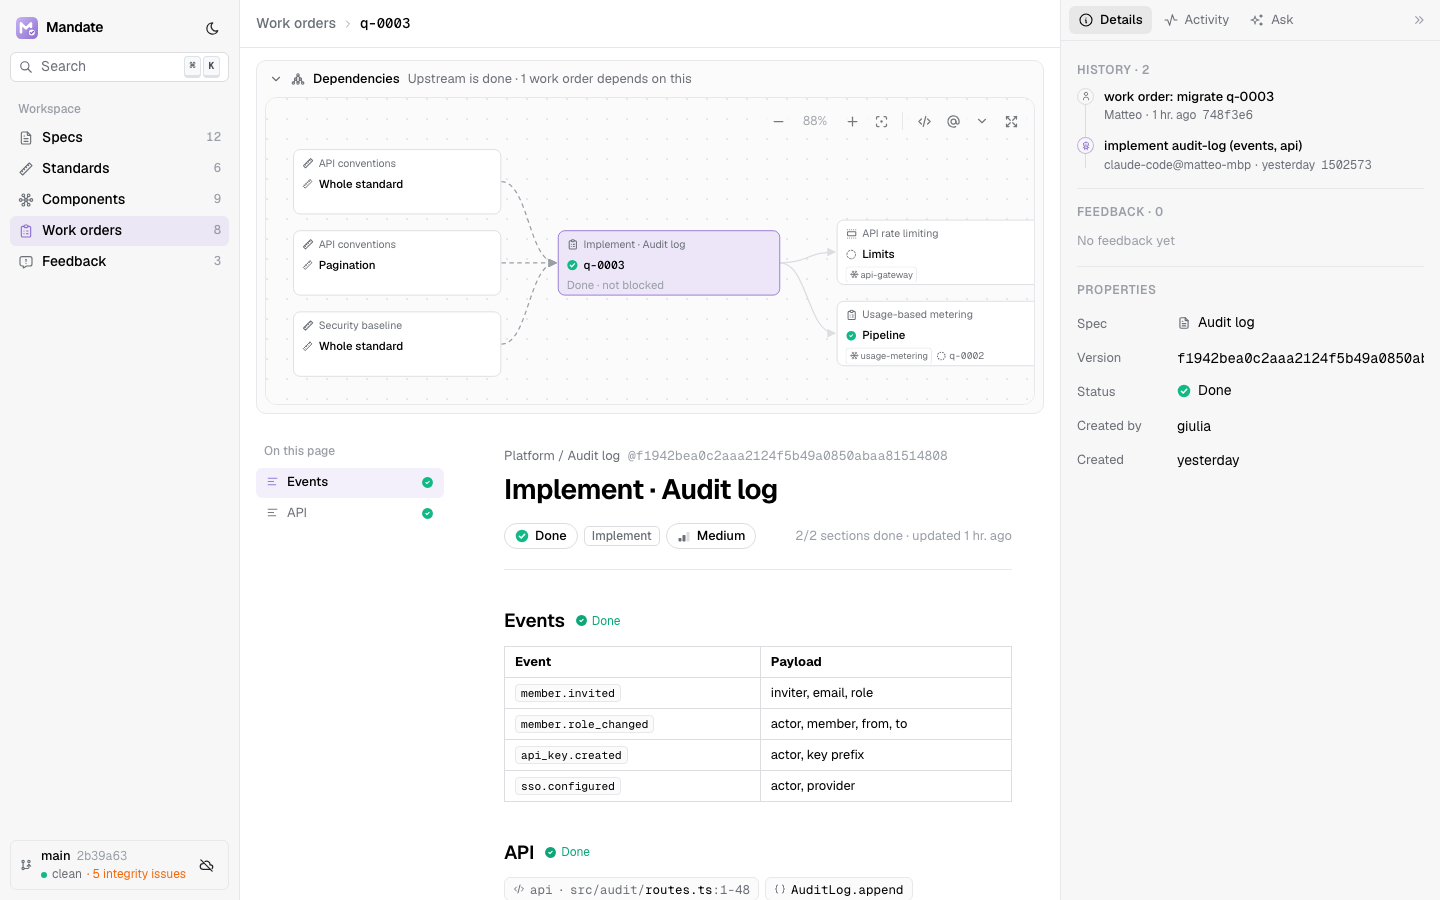 Mandate
Search ⌘ K
Workspace
Specs 12
Standards 6
Components 9
Work orders 8
Feedback 3
main 2b39a63
clean · 5 integrity issues
Work orders › q-0003
Dependencies Upstream is done · 1 work order depends on this
88%
API conventions
Whole standard
API conventions
Pagination
Security baseline
Whole standard
Implement · Audit log
q-0003
Done · not blocked
API rate limiting
Limits
api-gateway
Usage-based metering
Pipeline
usage-metering q-0002
On this page
Events
API
Platform / Audit log @f1942bea0c2aaa2124f5b49a0850abaa81514808
Implement · Audit log
Done Implement Medium 2/2 sections done · updated 1 hr. ago
Events Done
Event Payload
member.invited inviter, email, role
member.role_changed actor, member, from, to
api_key.created actor, key prefix
sso.configured actor, provider
API Done
api · src/audit/routes.ts:1-48 AuditLog.append
Details Activity Ask
HISTORY · 2
work order: migrate q-0003
Matteo · 1 hr. ago 748f3e6
implement audit-log (events, api)
claude-code@matteo-mbp · yesterday 1502573
FEEDBACK · 0
No feedback yet
PROPERTIES
Spec Audit log
Version f1942bea0c2aaa2124f5b49a0850ab
Status Done
Created by giulia
Created yesterday